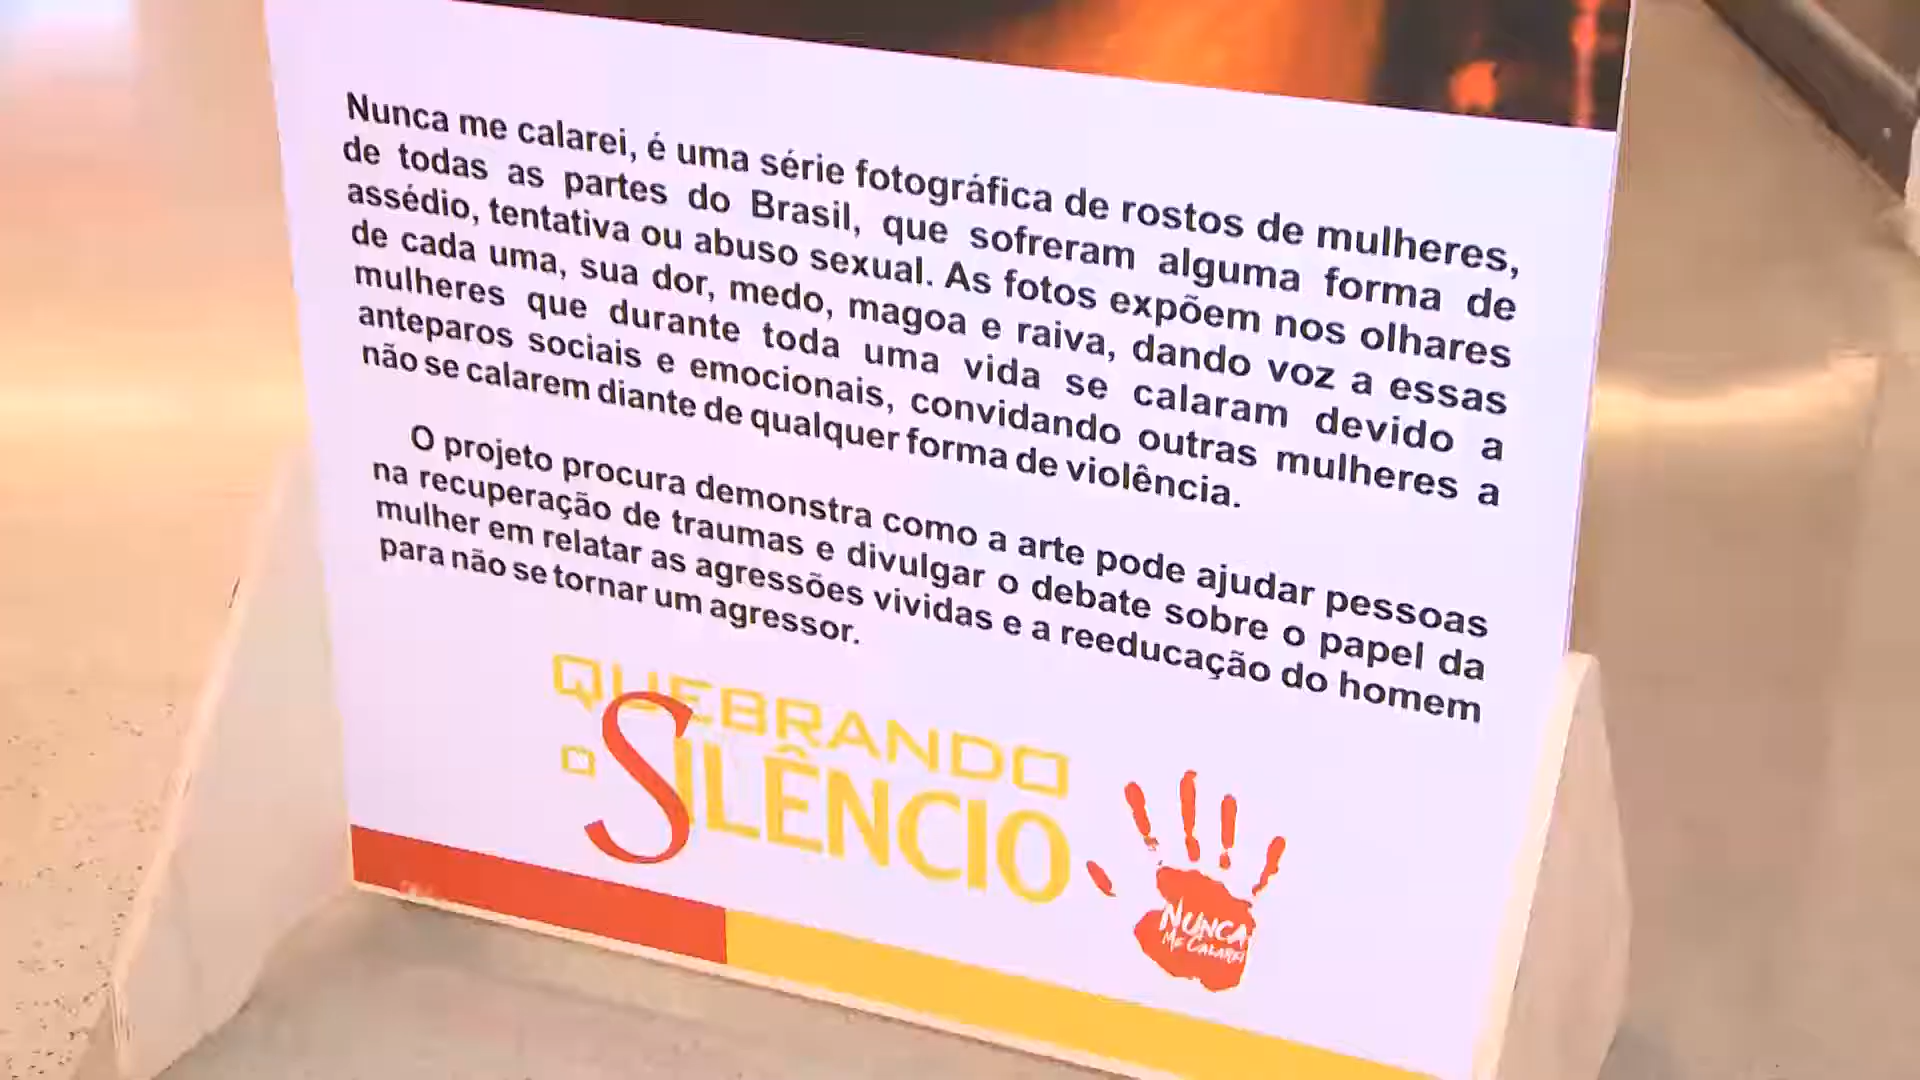 Nunca me calarei, é uma série fotográfica de rostos de mulheres,
de todas as partes do Brasil, que sofreram alguma forma de
assédio, tentativa ou abuso sexual. As fotos expõem nos olhares
de cada uma, sua dor, medo, magoa e raiva, dando voz a essas
mulheres que durante toda uma vida se calaram devido a
anteparos sociais e emocionais, convidando outras mulheres a
não se calarem diante de qualquer forma de violência.
O projeto procura demonstra como a arte pode ajudar pessoas
na recuperação de traumas e divulgar o debate sobre o papel da
mulher em relatar as agressões vividas e a reeducação do homem
para não se tornar um agressor.
QUEBRANDO
O SILÊNCIO
NUNCA
ME CALAREI